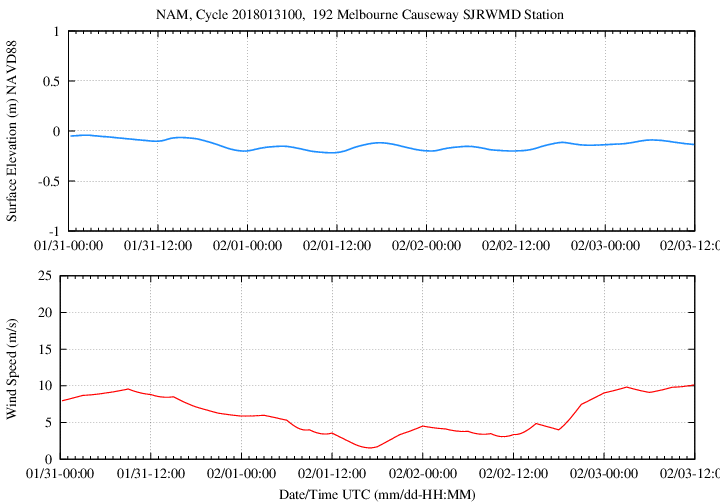 NAM, Cycle 2018013100, 192 Melbourne Causeway SJRWMD Station
Surface Elevation (m) NAVD88
1
0.5
0
-0.5
-1
01/31-00:00 01/31-12:00 02/01-00:00 02/01-12:00 02/02-00:00 02/02-12:00 02/03-00:00 02/03-12:0
Wind Speed (m/s)
25
20
15
10
5
0
01/31-00:00 01/31-12:00 02/01-00:00 02/01-12:00 02/02-00:00 02/02-12:00 02/03-00:00 02/03-12:0
Date/Time UTC (mm/dd-HH:MM)